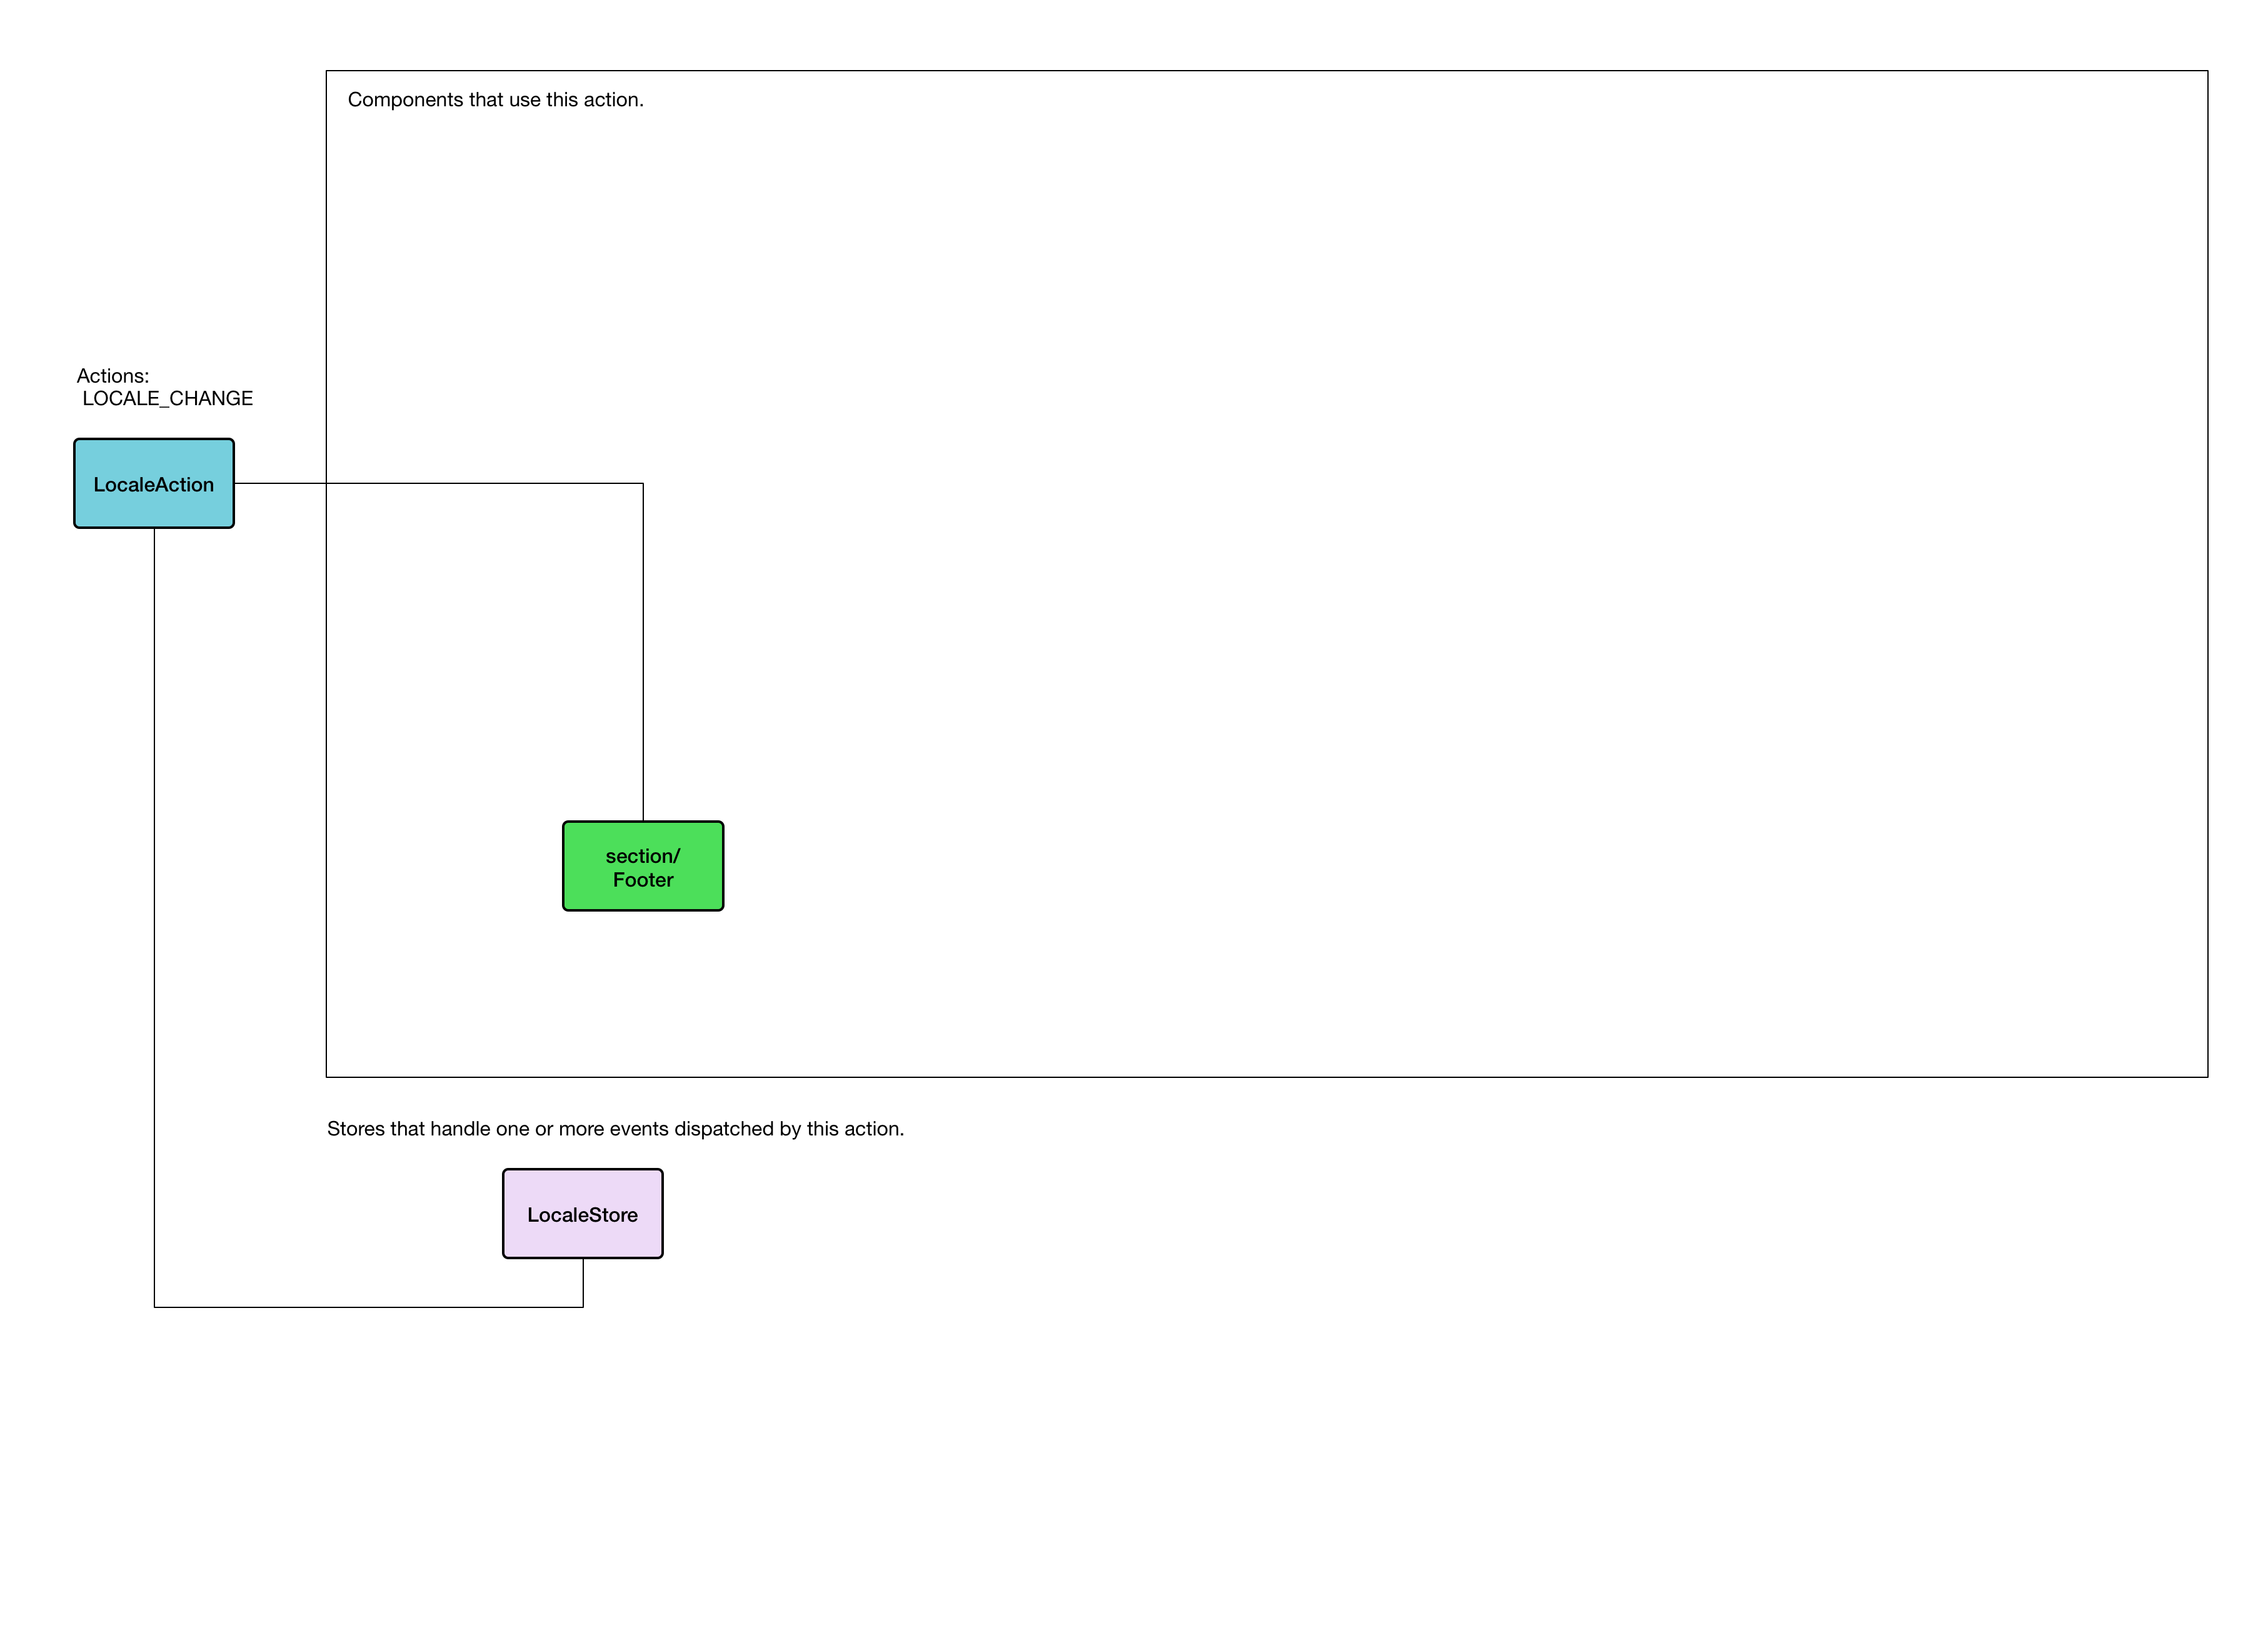 Components that use this action.
Actions:
LOCALE_CHANGE
LocaleAction
section/
Footer
Stores that handle one or more events dispatched by this action.
LocaleStore